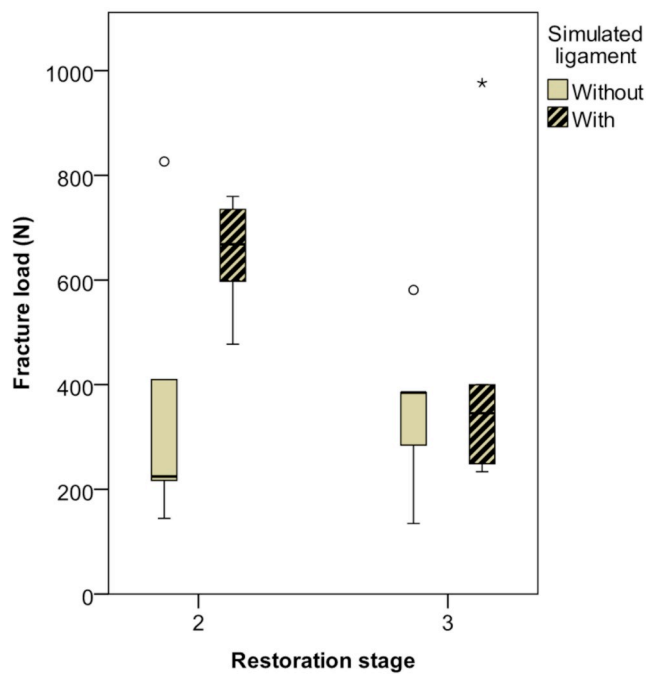 Simulated
ligament
Without
With
1000
800
600
400
200
0
Fracture load (N)
2
3
Restoration stage